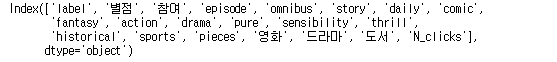 Index(['label', '별점', '참여', 'episode', 'omnibus', 'story', 'daily', 'comic',
'fantasy', 'action', 'drama', 'pure', 'sensibility', 'thrill',
'historical', 'sports', 'pieces', '영화', '드라마', '도서', 'N_clicks'],
dtype='object')